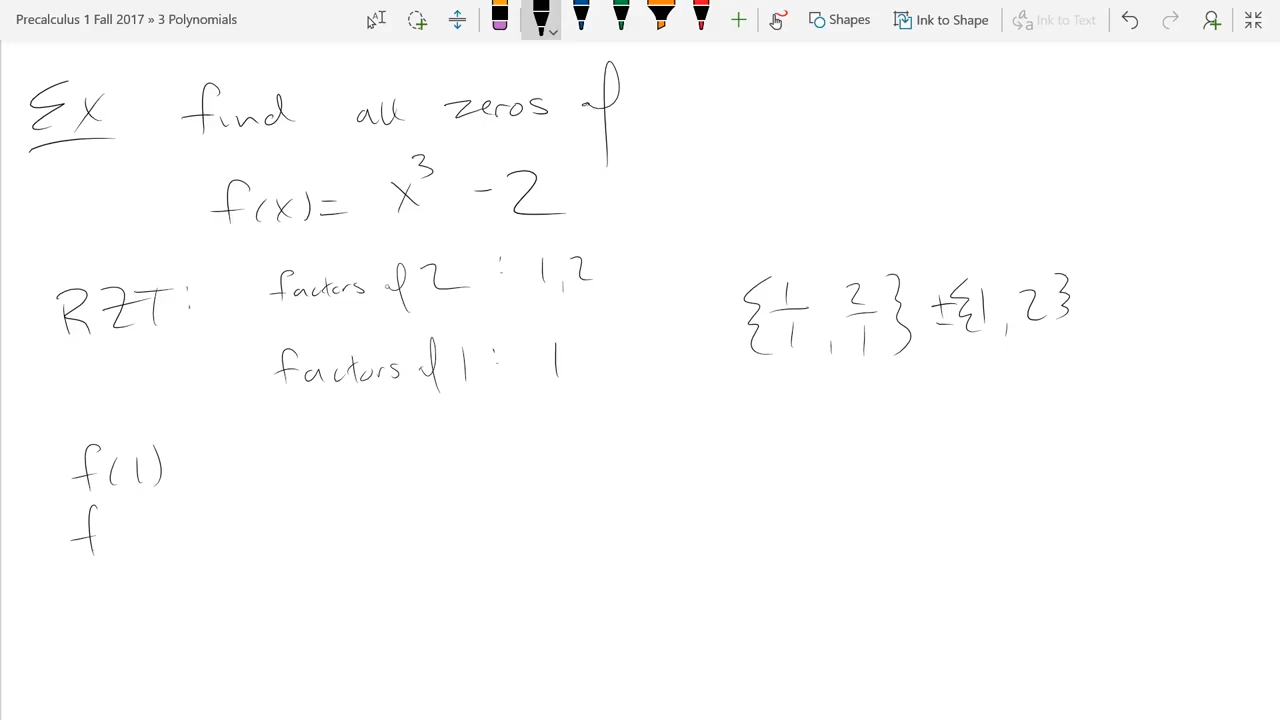 Precalculus 1 Fall 2017 » 3 Polynomials
Shapes
Ink to Shape
Ink to Text
Ex find all zeros of
f(x) = x³ - 2
RZT: factors of 2 : 1,2
{1/1, 2/1} ±{1, 2}
factors of 1 : 1
f(1)
f